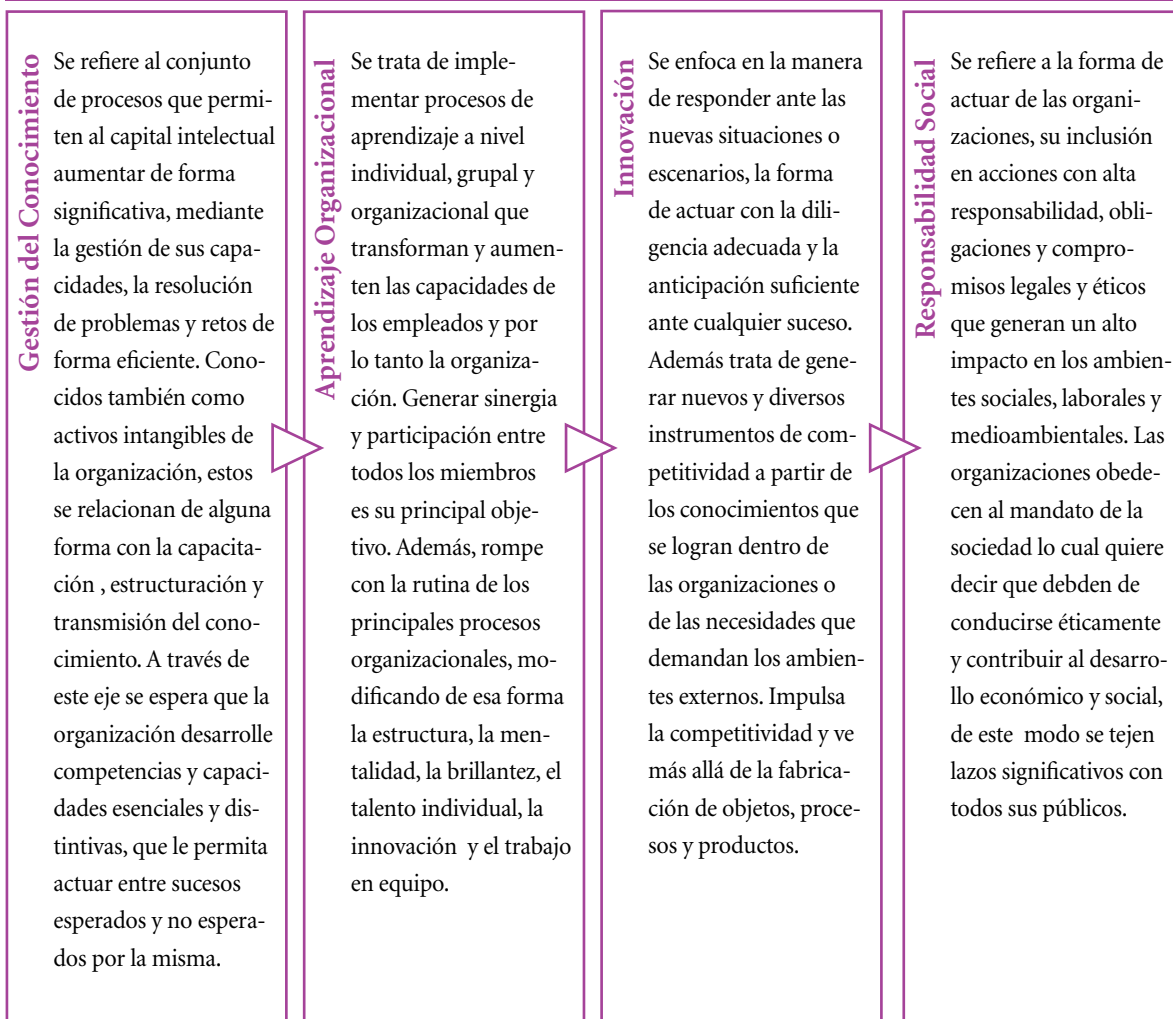 Gestión del Conocimiento
Se refiere al conjunto
de procesos que permi-
ten al capital intelectual
aumentar de forma
significativa, mediante
la gestión de sus capa-
cidades, la resolución
de problemas y retos de
forma eficiente. Cono-
cidos también como
activos intangibles de
la organización, estos
se relacionan de alguna
forma con la capacita-
ción , estructuración y
transmisión del cono-
cimiento. A través de
este eje se espera que la
organización desarrolle
competencias y capaci-
dades esenciales y dis-
tintivas, que le permita
actuar entre sucesos
esperados y no espera-
dos por la misma.
Aprendizaje Organizacional
Se trata de imple-
mentar procesos de
aprendizaje a nivel
individual, grupal y
organizacional que
transforman y aumen-
ten las capacidades de
los empleados y por
lo tanto la organiza-
ción. Generar sinergia
y participación entre
todos los miembros
es su principal obje-
tivo. Además, rompe
con la rutina de los
principales procesos
organizacionales, mo-
dificando de esa forma
la estructura, la men-
talidad, la brillantez, el
talento individual, la
innovación  y el trabajo
en equipo.
Innovación
Se enfoca en la manera
de responder ante las
nuevas situaciones o
escenarios, la forma
de actuar con la dili-
gencia adecuada y la
anticipación suficiente
ante cualquier suceso.
Además trata de gene-
rar nuevos y diversos
instrumentos de com-
petitividad a partir de
los conocimientos que
se logran dentro de
las organizaciones o
de las necesidades que
demandan los ambien-
tes externos. Impulsa
la competitividad y ve
más allá de la fabrica-
ción de objetos, proce-
sos y productos.
Responsabilidad Social
Se refiere a la forma de
actuar de las organi-
zaciones, su inclusión
en acciones con alta
responsabilidad, obli-
gaciones y compro-
misos legales y éticos
que generan un alto
impacto en los ambien-
tes sociales, laborales y
medioambientales. Las
organizaciones obede-
cen al mandato de la
sociedad lo cual quiere
decir que debden de
conducirse éticamente
y contribuir al desarro-
llo económico y social,
de este  modo se tejen
lazos significativos con
todos sus públicos.